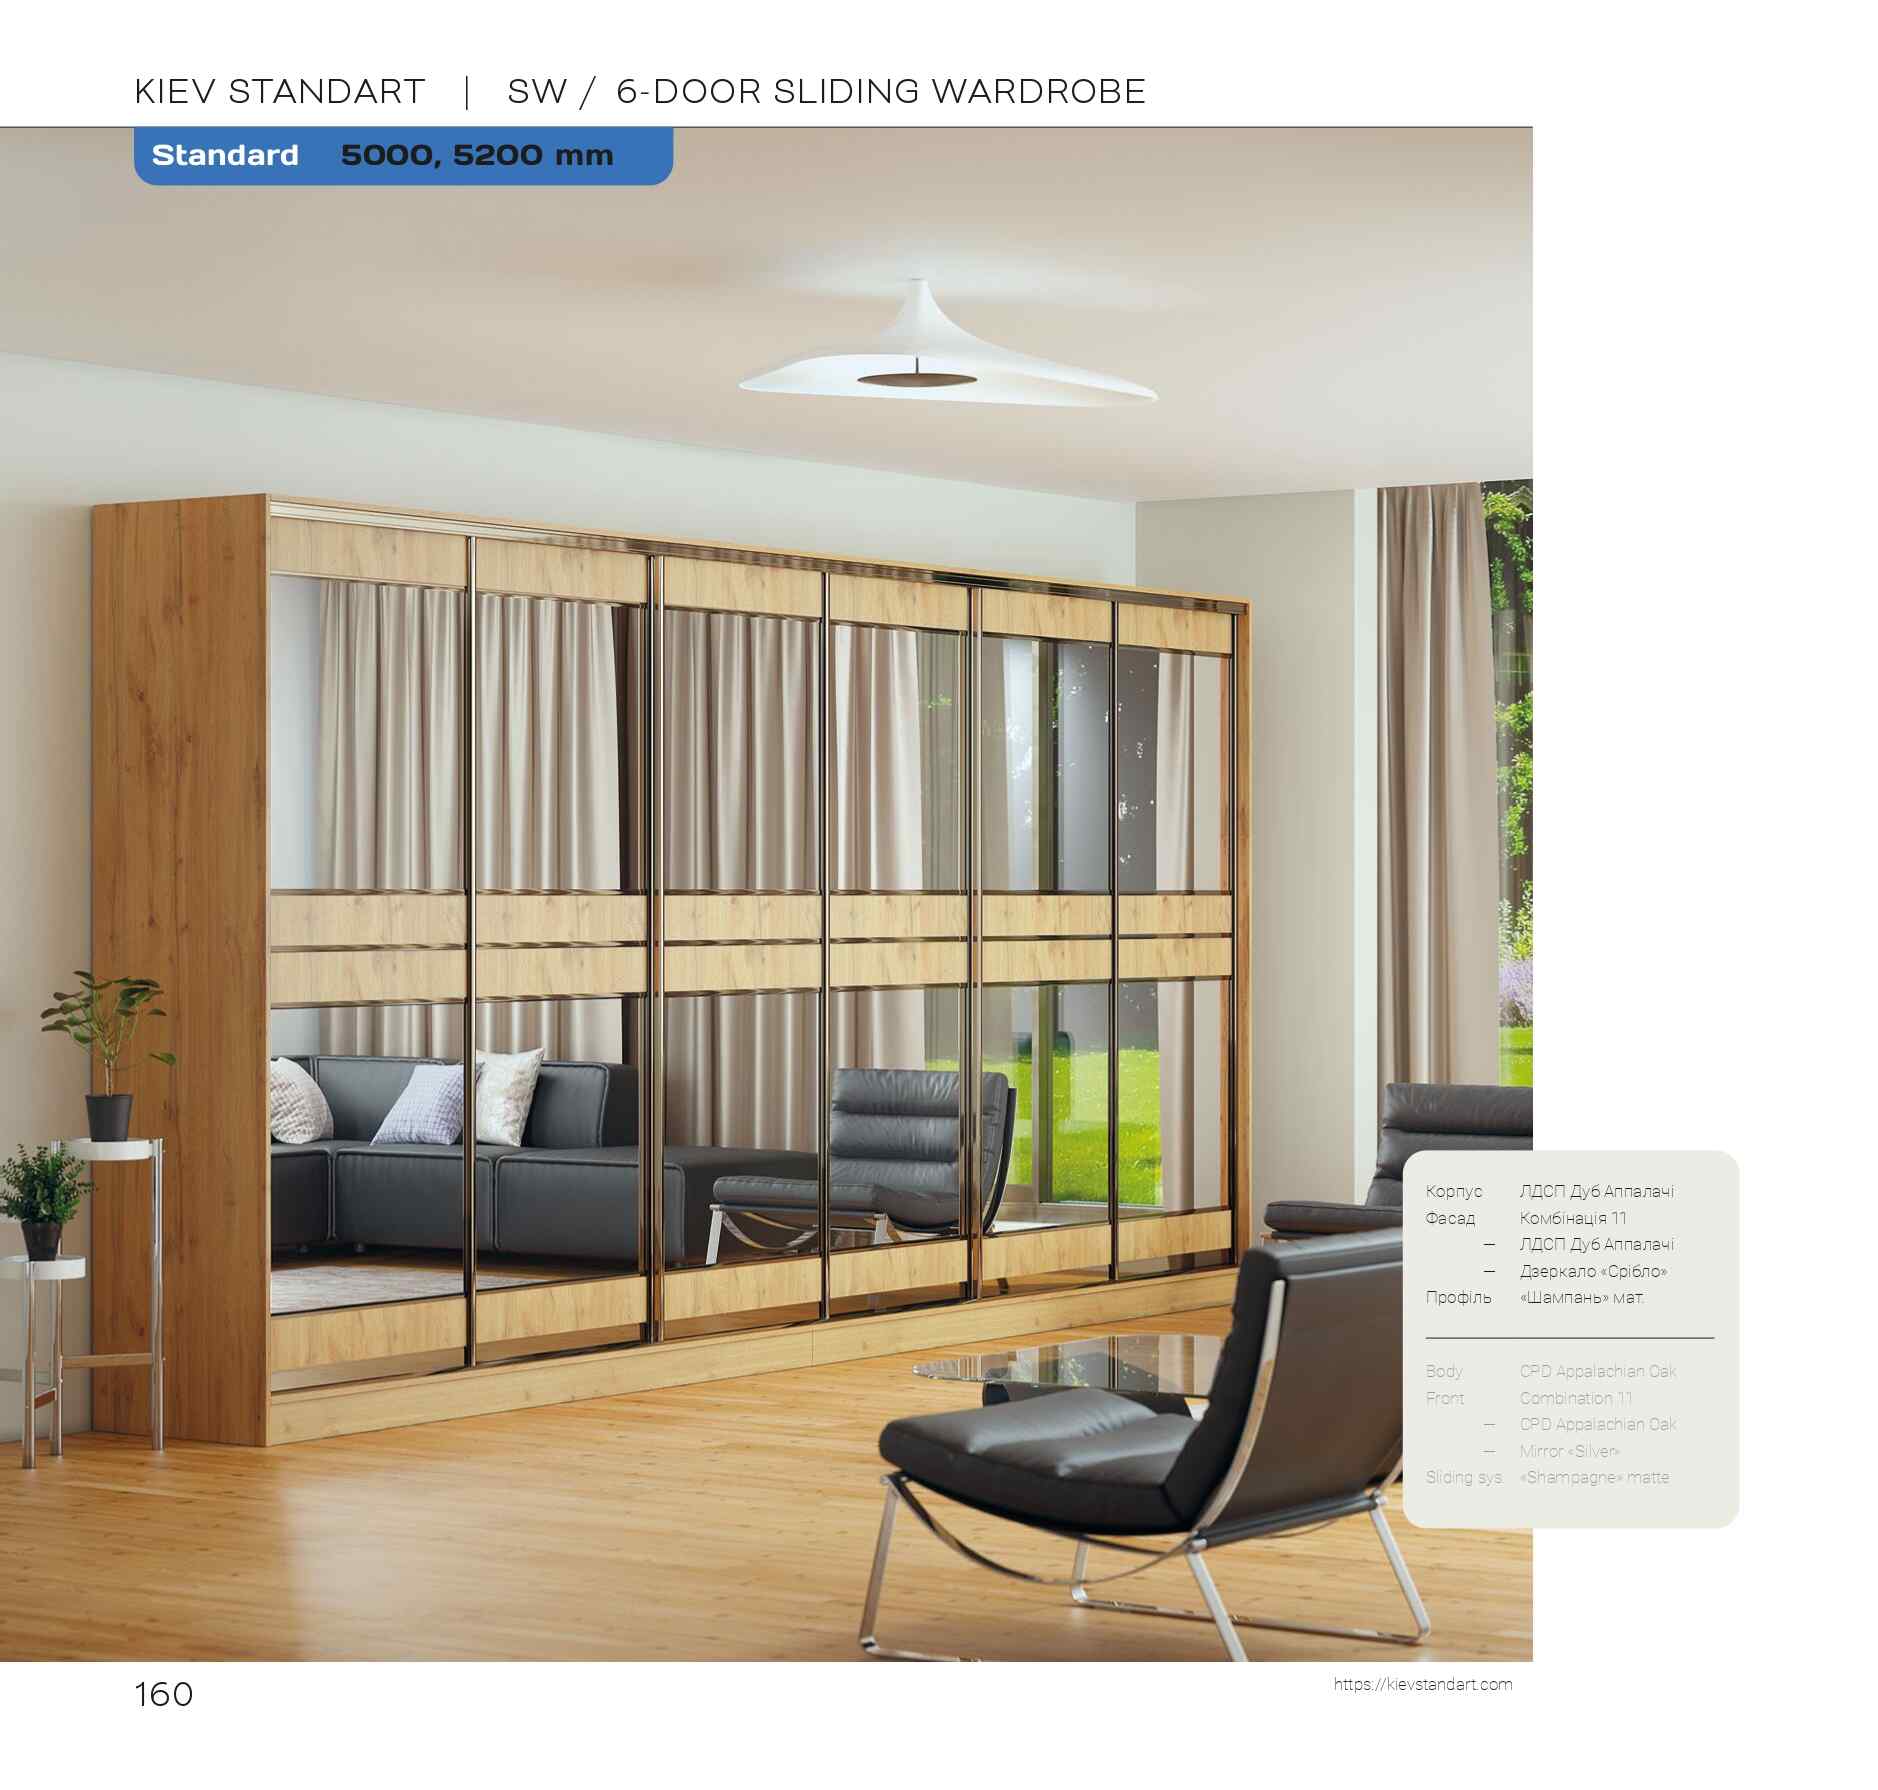 KIEV STANDART | SW / 6-DOOR SLIDING WARDROBE
Standard 5000, 5200 mm
Корпус ЛДСП Дуб Аппалачі
Фасад Комбінація 11
— ЛДСП Дуб Аппалачі
— Дзеркало «Срібло»
Профіль «Шампань» мат.
Body CPD Appalachian Oak
Front Combination 11
— CPD Appalachian Oak
— Mirror «Silver»
Sliding sys. «Shampagne» matte
160
https://kievstandart.com